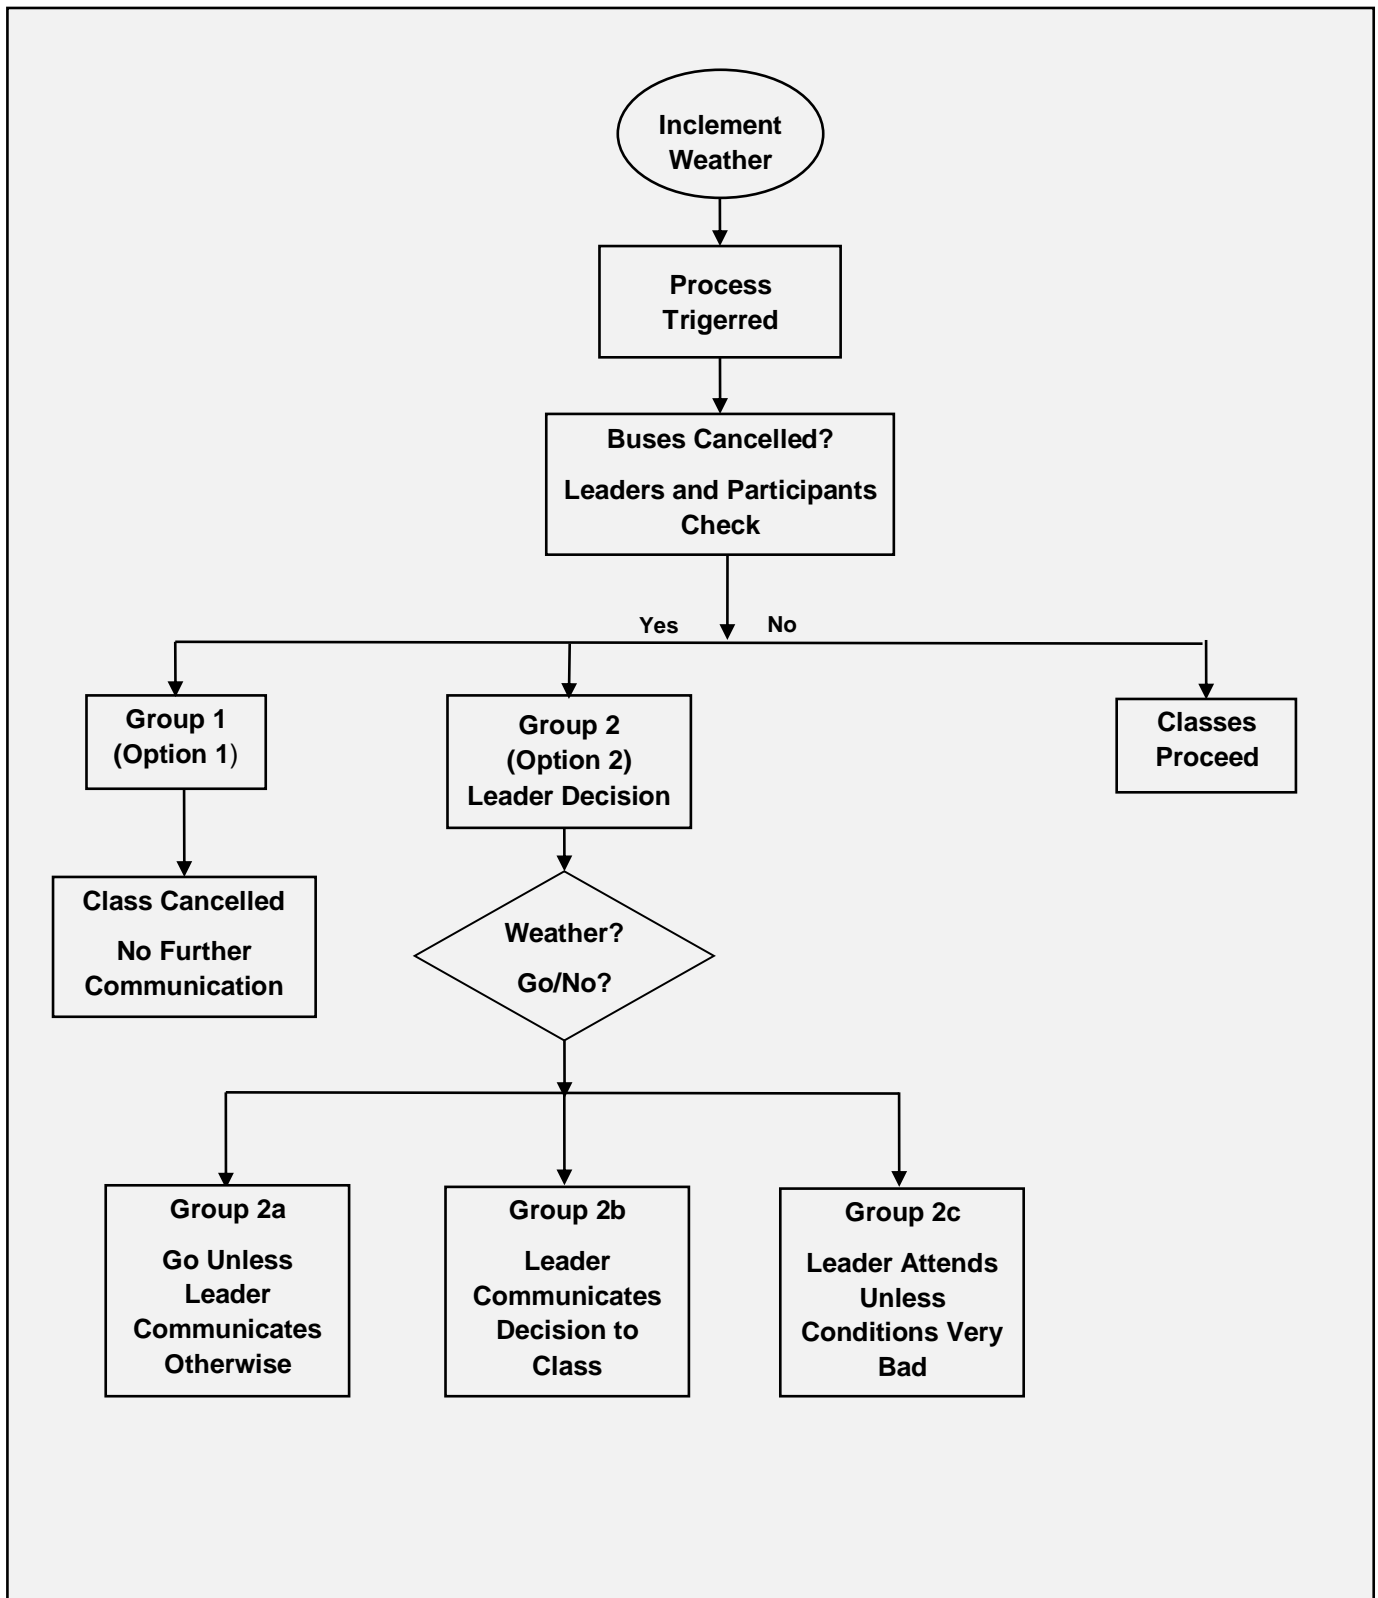 Inclement
Weather
Process
Trigerred
Buses Cancelled?
Leaders and Participants
Check
Yes
No
Group 1
(Option 1)
Group 2
(Option 2)
Leader Decision
Classes
Proceed
Class Cancelled
No Further
Communication
Weather?
Go/No?
Group 2a
Go Unless
Leader
Communicates
Otherwise
Group 2b
Leader
Communicates
Decision to
Class
Group 2c
Leader Attends
Unless
Conditions Very
Bad